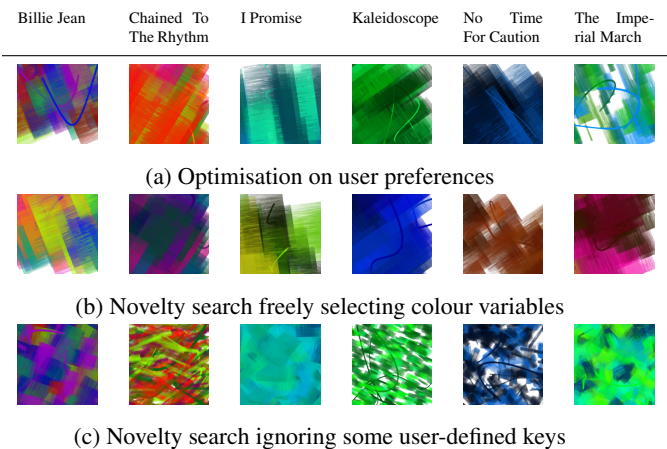 Billie Jean
Chained To
The Rhythm
I Promise
Kaleidoscope
No Time
For Caution
The Impe-
rial March
(a) Optimisation on user preferences
(b) Novelty search freely selecting colour variables
(c) Novelty search ignoring some user-defined keys